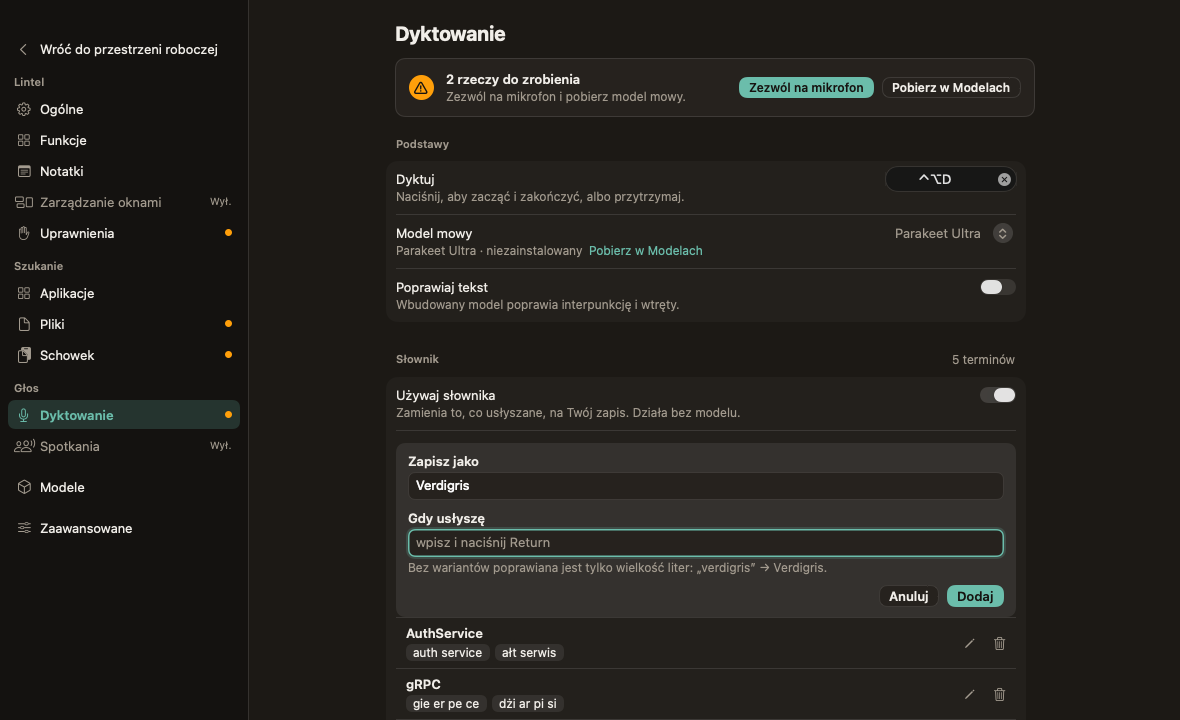 Wróć do przestrzeni roboczej
Lintel
Ogólne
Funkcje
Notatki
Zarządzanie oknami Wył.
Uprawnienia
Szukanie
Aplikacje
Pliki
Schowek
Głos
Dyktowanie
Spotkania Wył.
Modele
Zaawansowane
Dyktowanie
2 rzeczy do zrobienia
Zezwól na mikrofon i pobierz model mowy.
Zezwól na mikrofon
Pobierz w Modelach
Podstawy
Dyktuj
Naciśnij, aby zacząć i zakończyć, albo przytrzymaj.
^⌥D
Model mowy
Parakeet Ultra · niezainstalowany Pobierz w Modelach
Parakeet Ultra
Poprawiaj tekst
Wbudowany model poprawia interpunkcję i wtręty.
Słownik
5 terminów
Używaj słownika
Zamienia to, co usłyszane, na Twój zapis. Działa bez modelu.
Zapisz jako
Verdigris
Gdy usłyszę
wpisz i naciśnij Return
Bez wariantów poprawiana jest tylko wielkość liter: „verdigris” → Verdigris.
Anuluj
Dodaj
AuthService
auth service ałt serwis
gRPC
gie er pe ce dżi ar pi si